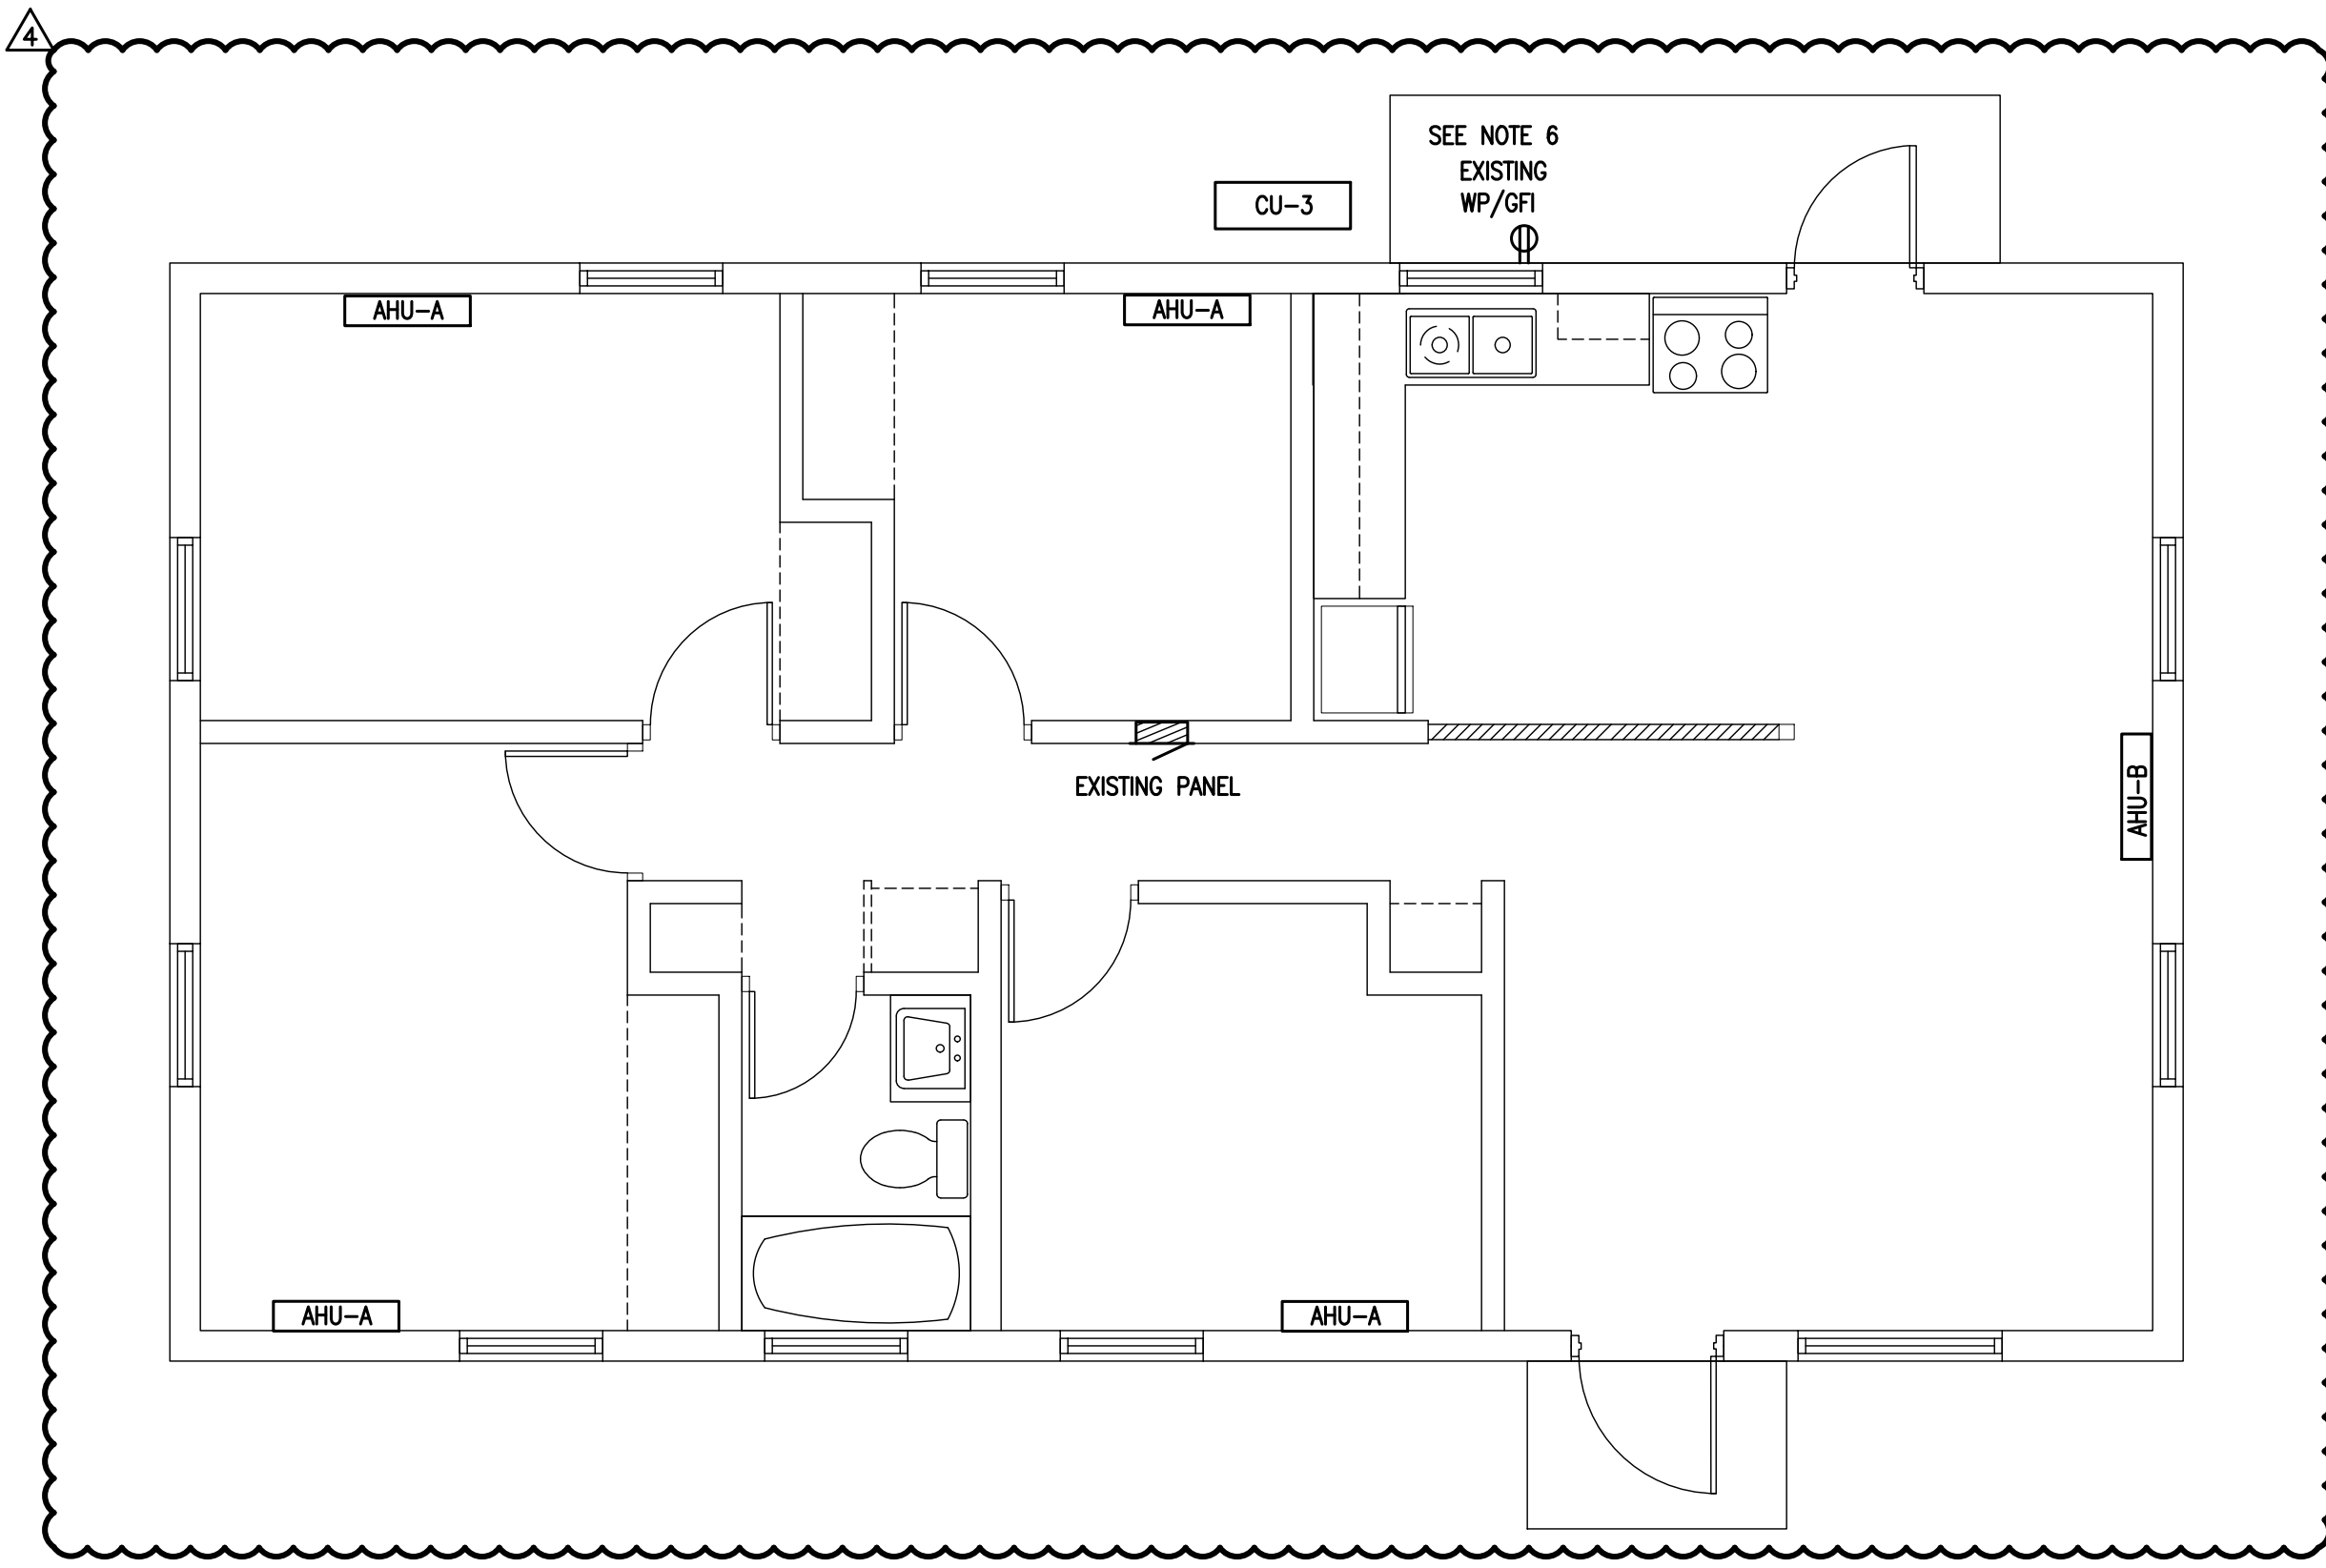 4
SEE NOTE 6
EXISTING
WP/GFI
CU-3
AHU-A
AHU-A
EXISTING PANEL
AHU-B
AHU-A
AHU-A